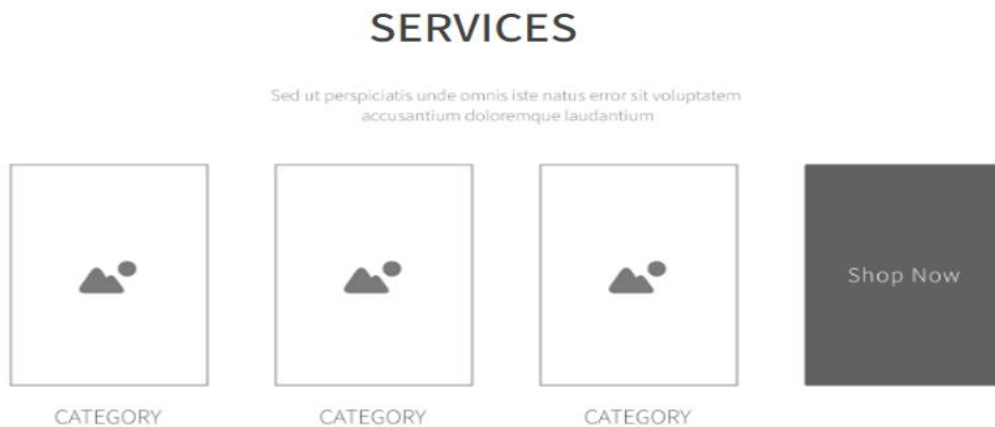 SERVICES
Sed ut perspiciatis unde omnis iste natus error sit voluptatem
accusantium doloremque laudantium
Shop Now
CATEGORY
CATEGORY
CATEGORY